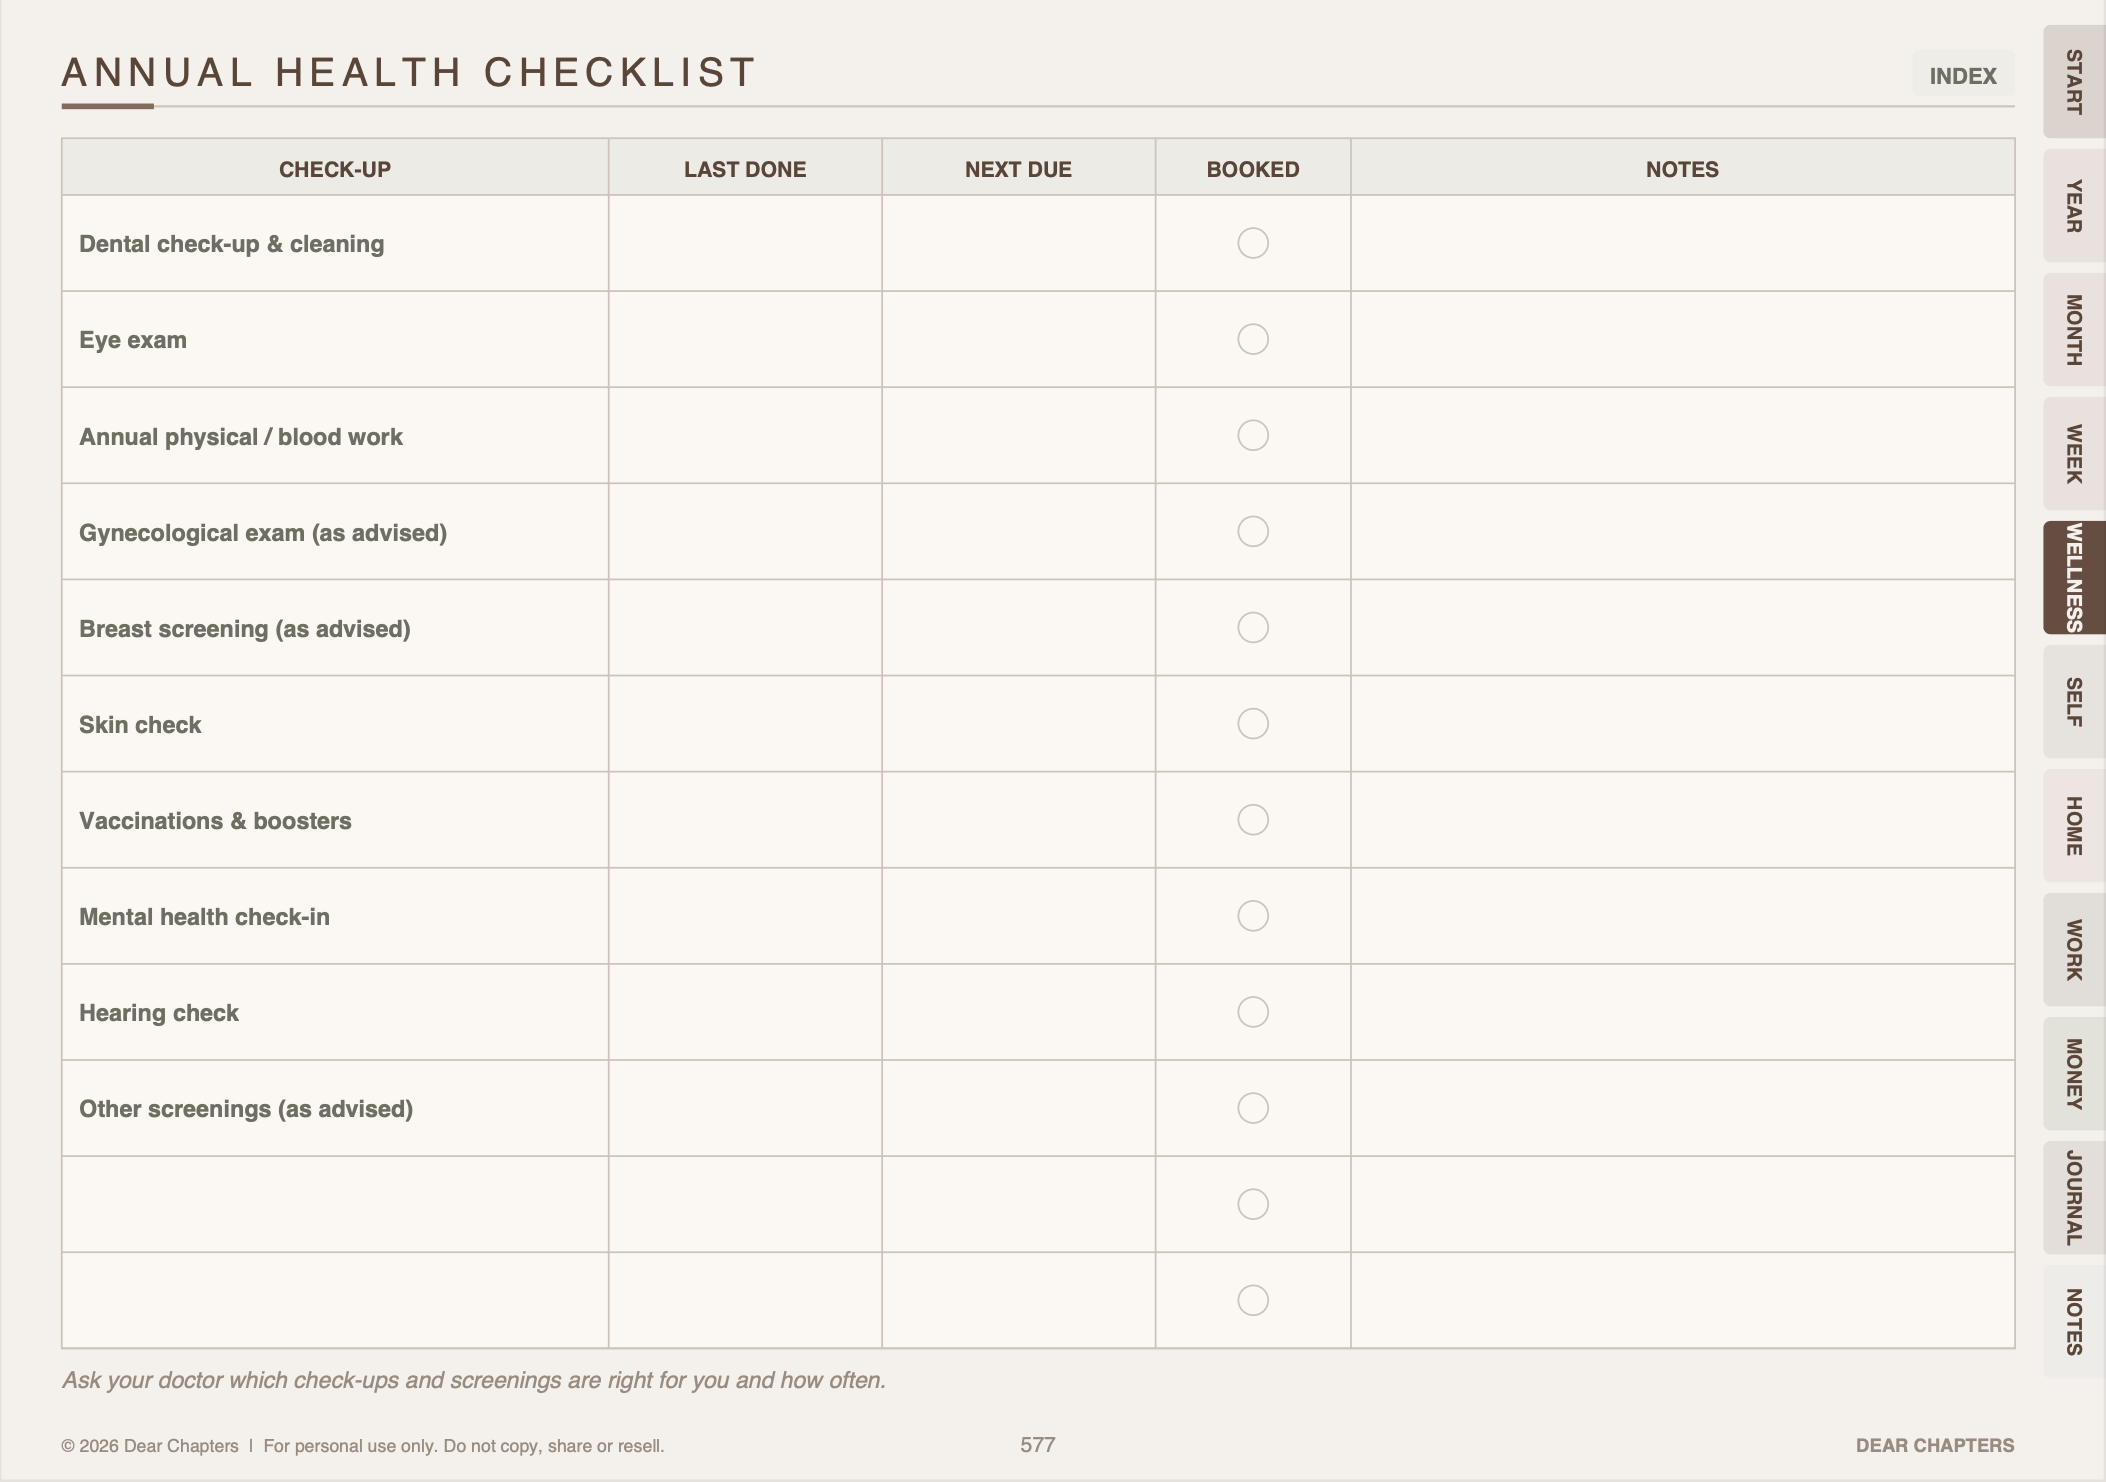 ANNUAL HEALTH CHECKLIST
INDEX
CHECK-UP LAST DONE NEXT DUE BOOKED NOTES
Dental check-up & cleaning
Eye exam
Annual physical / blood work
Gynecological exam (as advised)
Breast screening (as advised)
Skin check
Vaccinations & boosters
Mental health check-in
Hearing check
Other screenings (as advised)
Ask your doctor which check-ups and screenings are right for you and how often.
© 2026 Dear Chapters | For personal use only. Do not copy, share or resell.
577
DEAR CHAPTERS
START
YEAR
MONTH
WEEK
WELLNESS
SELF
HOME
WORK
MONEY
JOURNAL
NOTES